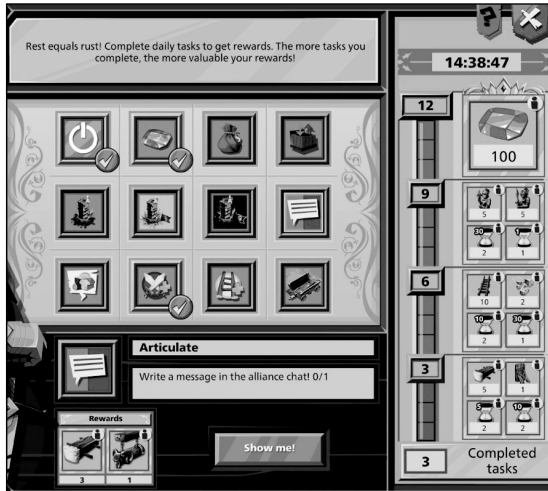 ?
Rest equals rust! Complete daily tasks to get rewards. The more tasks you
complete, the more valuable your rewards!
14:38:47
12
100
9
5 5
30 1
2 1
6
10 2
10 30
2 1
3
5 1
5 10
2 2
Articulate
Write a message in the alliance chat! 0/1
Rewards
3 1
Show me!
3
Completed
tasks